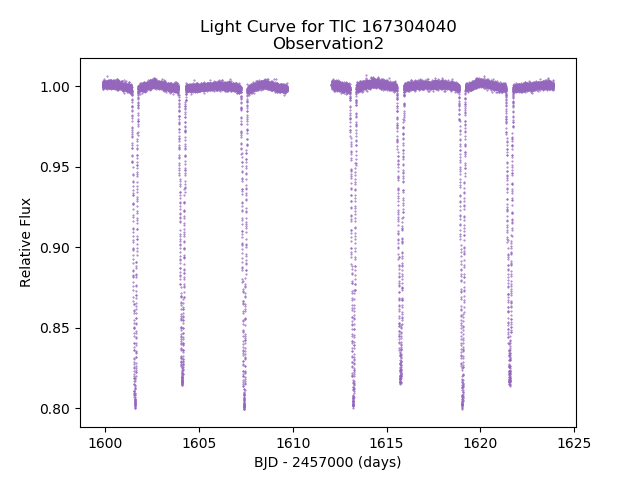 Light Curve for TIC 167304040
Observation2
1.00
0.95
0.90
0.85
0.80
Relative Flux
1600
1605
1610
1615
1620
1625
BJD - 2457000 (days)